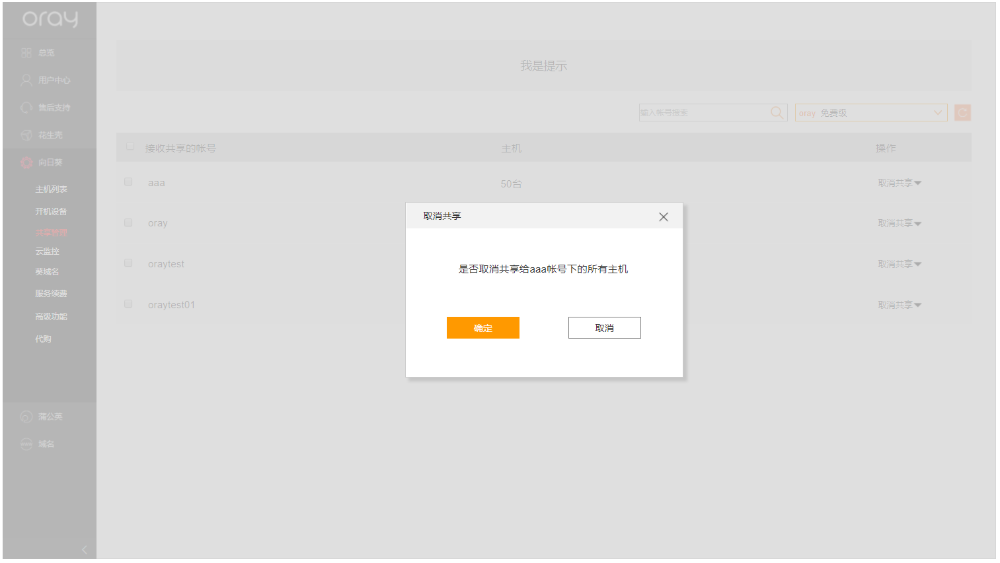 oray
总览
用户中心
售后支持
花生壳
向日葵
主机列表
开机设备
共享管理
云监控
葵域名
服务续费
高级功能
代购
蒲公英
域名
我是提示
输入帐号搜索
oray 免费级
接收共享的帐号 主机 操作
aaa 50台 取消共享
oray 取消共享
oraytest 取消共享
oraytest01 取消共享
取消共享
是否取消共享给aaa帐号下的所有主机
确定 取消